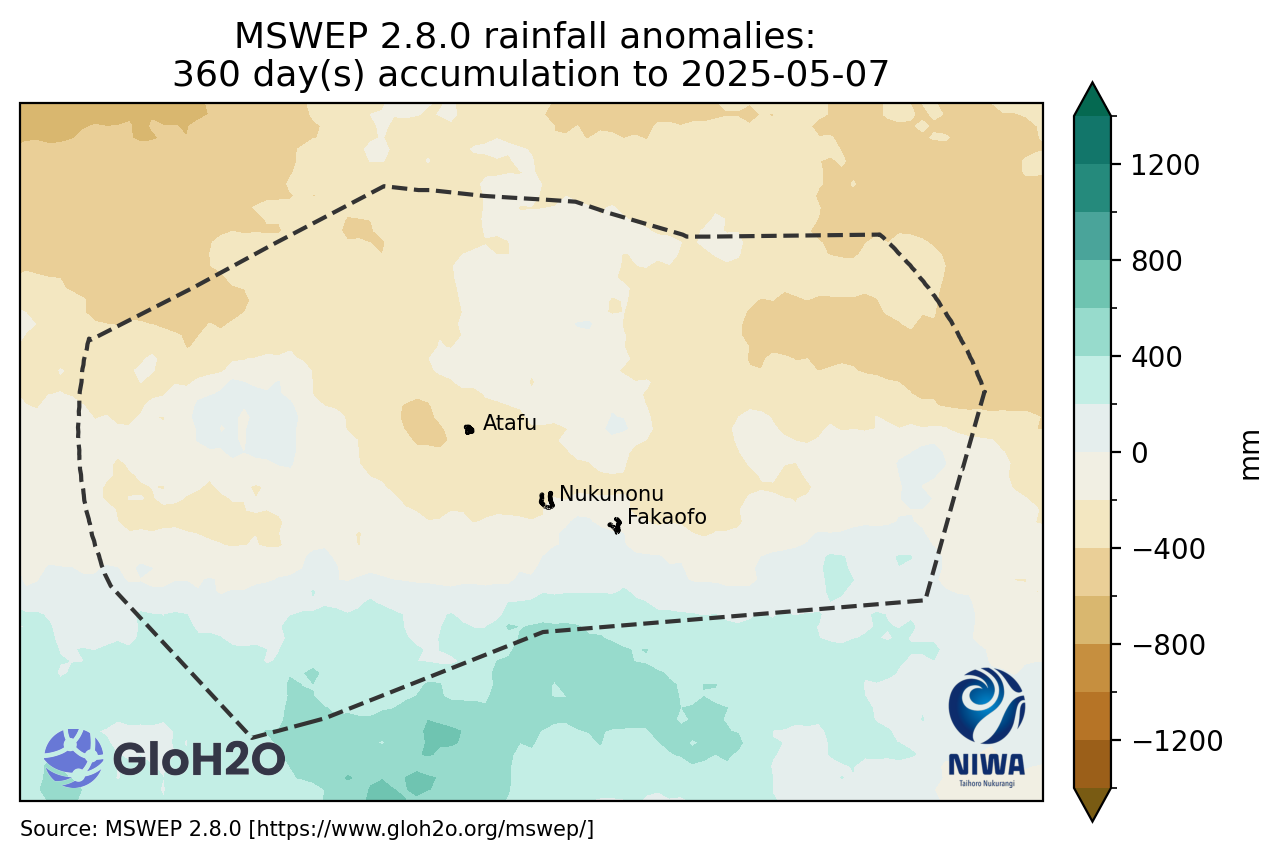 MSWEP 2.8.0 rainfall anomalies:
360 day(s) accumulation to 2025-05-07
1200
800
400
0
−400
−800
−1200
mm
Atafu
Nukunonu
Fakaofo
GloH2O
NIWA
Taihoro Nukurangi
Source: MSWEP 2.8.0 [https://www.gloh2o.org/mswep/]